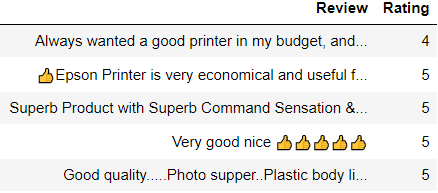 Review Rating
Always wanted a good printer in my budget, and... 4
👍Epson Printer is very economical and useful f... 5
Superb Product with Superb Command Sensation &... 5
Very good nice 👍👍👍👍👍 5
Good quality.....Photo supper..Plastic body li... 5